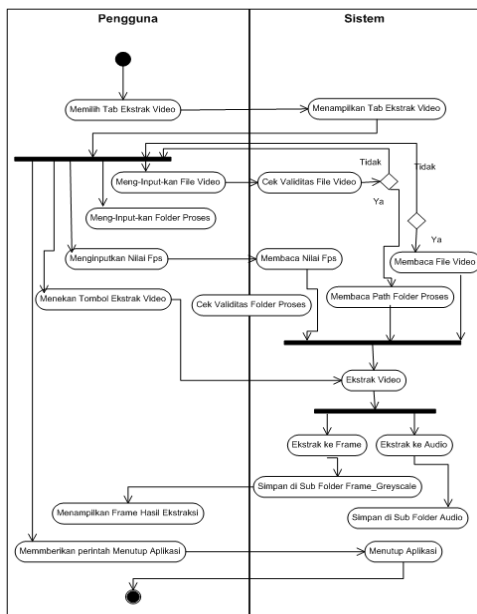 Pengguna
Sistem
Memilih Tab Ekstrak Video
Menampilkan Tab Ekstrak Video
Tidak
Tidak
Meng-Input-kan File Video
Cek Validitas File Video
Ya
Meng-Input-kan Folder Proses
Ya
Menginputkan Nilai Fps
Membaca Nilai Fps
Membaca File Video
Menekan Tombol Ekstrak Video
Cek Validitas Folder Proses
Membaca Path Folder Proses
Ekstrak Video
Ekstrak ke Frame
Ekstrak ke Audio
Simpan di Sub Folder Frame_Greyscale
Menampilkan Frame Hasil Ekstraksi
Simpan di Sub Folder Audio
Memmberikan perintah Menutup Aplikasi
Menutup Aplikasi